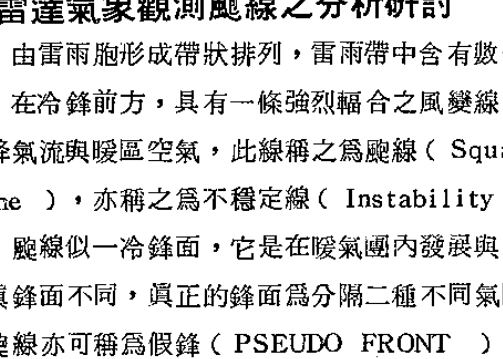 雷達氣象觀測颮線之分析研討
由雷雨胞形成帶狀排列，雷雨帶中含有數
在冷鋒前方，具有一條強烈輻合之風變線
氣流與暖區空氣，此線稱之爲颮線（ Squa
ne ），亦稱之爲不穩定線（ Instability
颮線似一冷鋒面，它是在暖氣團內發展與
鋒面不同，眞正的鋒面爲分隔二種不同氣
線亦可稱爲假鋒（ PSEUDO FRONT ）